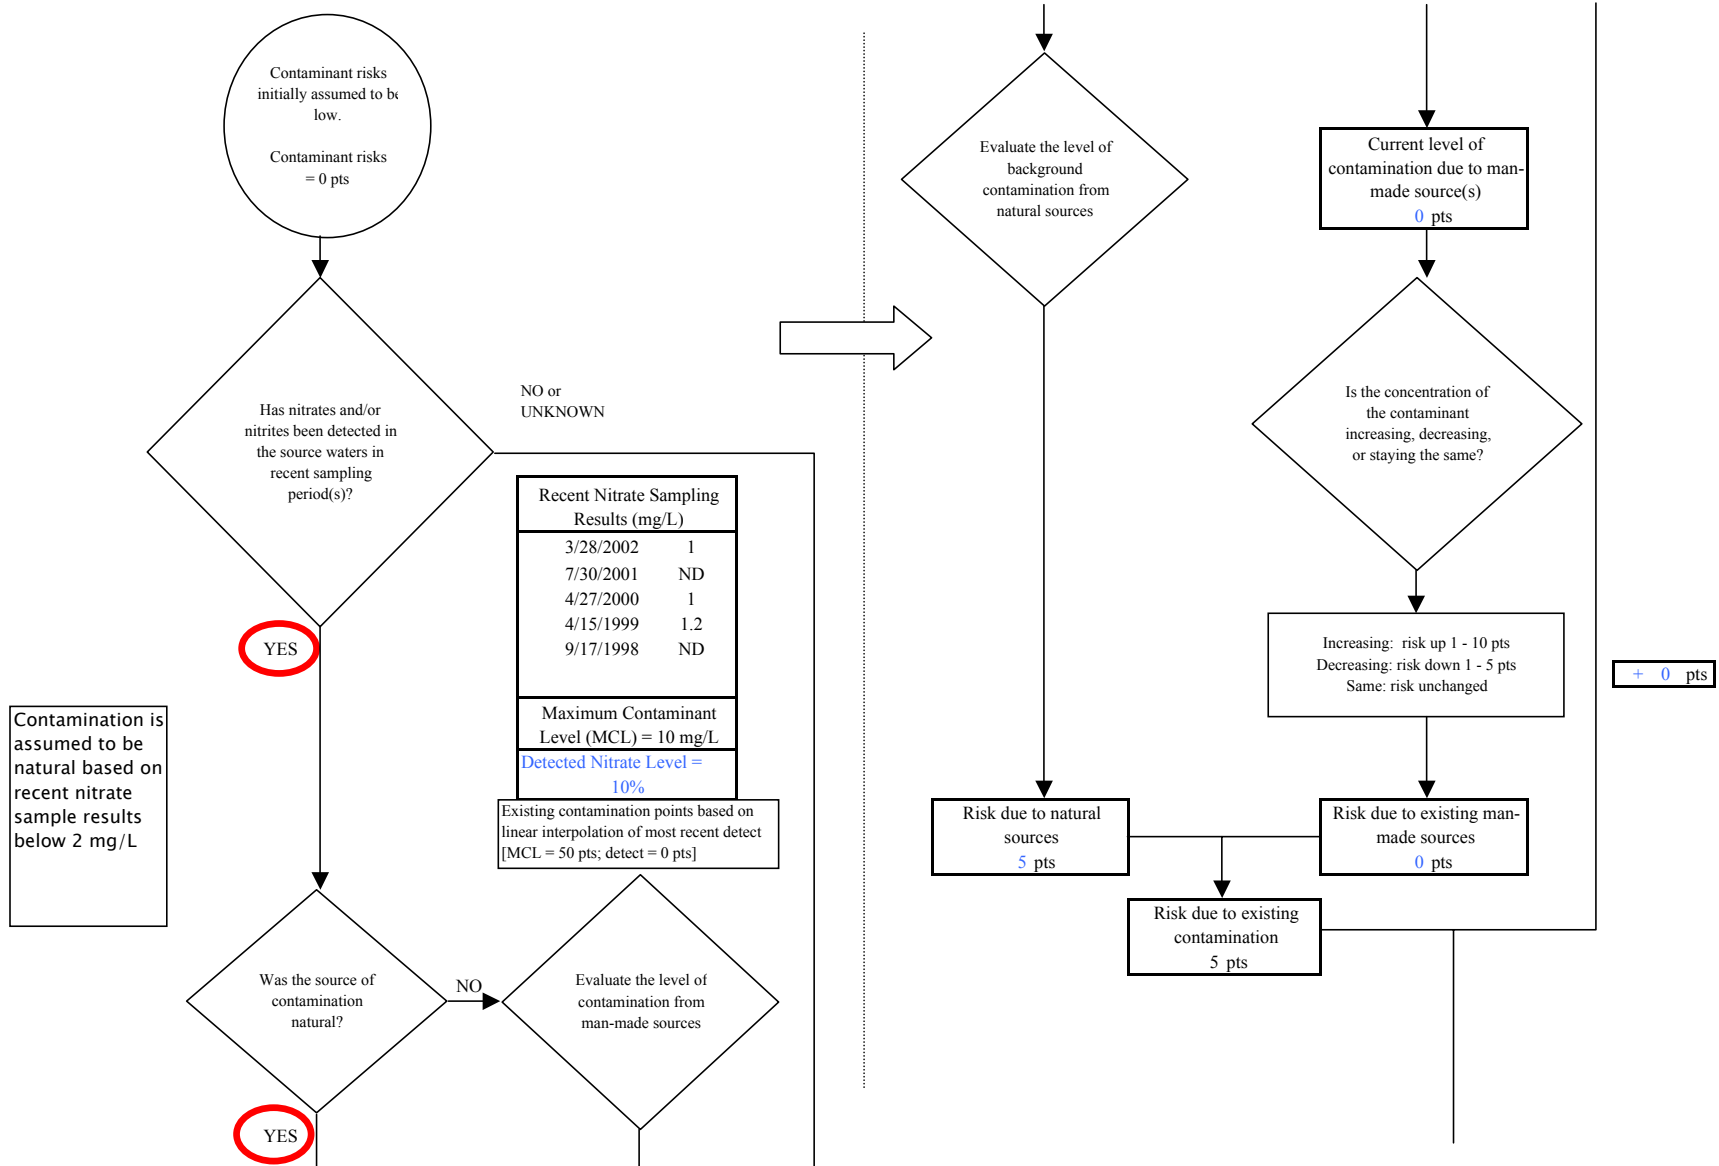 Contaminant risks
initially assumed to be
low.
Contaminant risks
= 0 pts
Has nitrates and/or
nitrites been detected in
the source waters in
recent sampling
period(s)?
NO or
UNKNOWN
YES
Recent Nitrate Sampling
Results (mg/L)
3/28/2002 1
7/30/2001 ND
4/27/2000 1
4/15/1999 1.2
9/17/1998 ND
Maximum Contaminant
Level (MCL) = 10 mg/L
Detected Nitrate Level =
10%
Existing contamination points based on
linear interpolation of most recent detect
[MCL = 50 pts; detect = 0 pts]
Contamination is
assumed to be
natural based on
recent nitrate
sample results
below 2 mg/L
Was the source of
contamination
natural?
NO
Evaluate the level of
contamination from
man-made sources
YES
Evaluate the level of
background
contamination from
natural sources
Current level of
contamination due to man-
made source(s)
0 pts
Is the concentration of
the contaminant
increasing, decreasing,
or staying the same?
Increasing: risk up 1 - 10 pts
Decreasing: risk down 1 - 5 pts
Same: risk unchanged
+ 0 pts
Risk due to natural
sources
5 pts
Risk due to existing man-
made sources
0 pts
Risk due to existing
contamination
5 pts